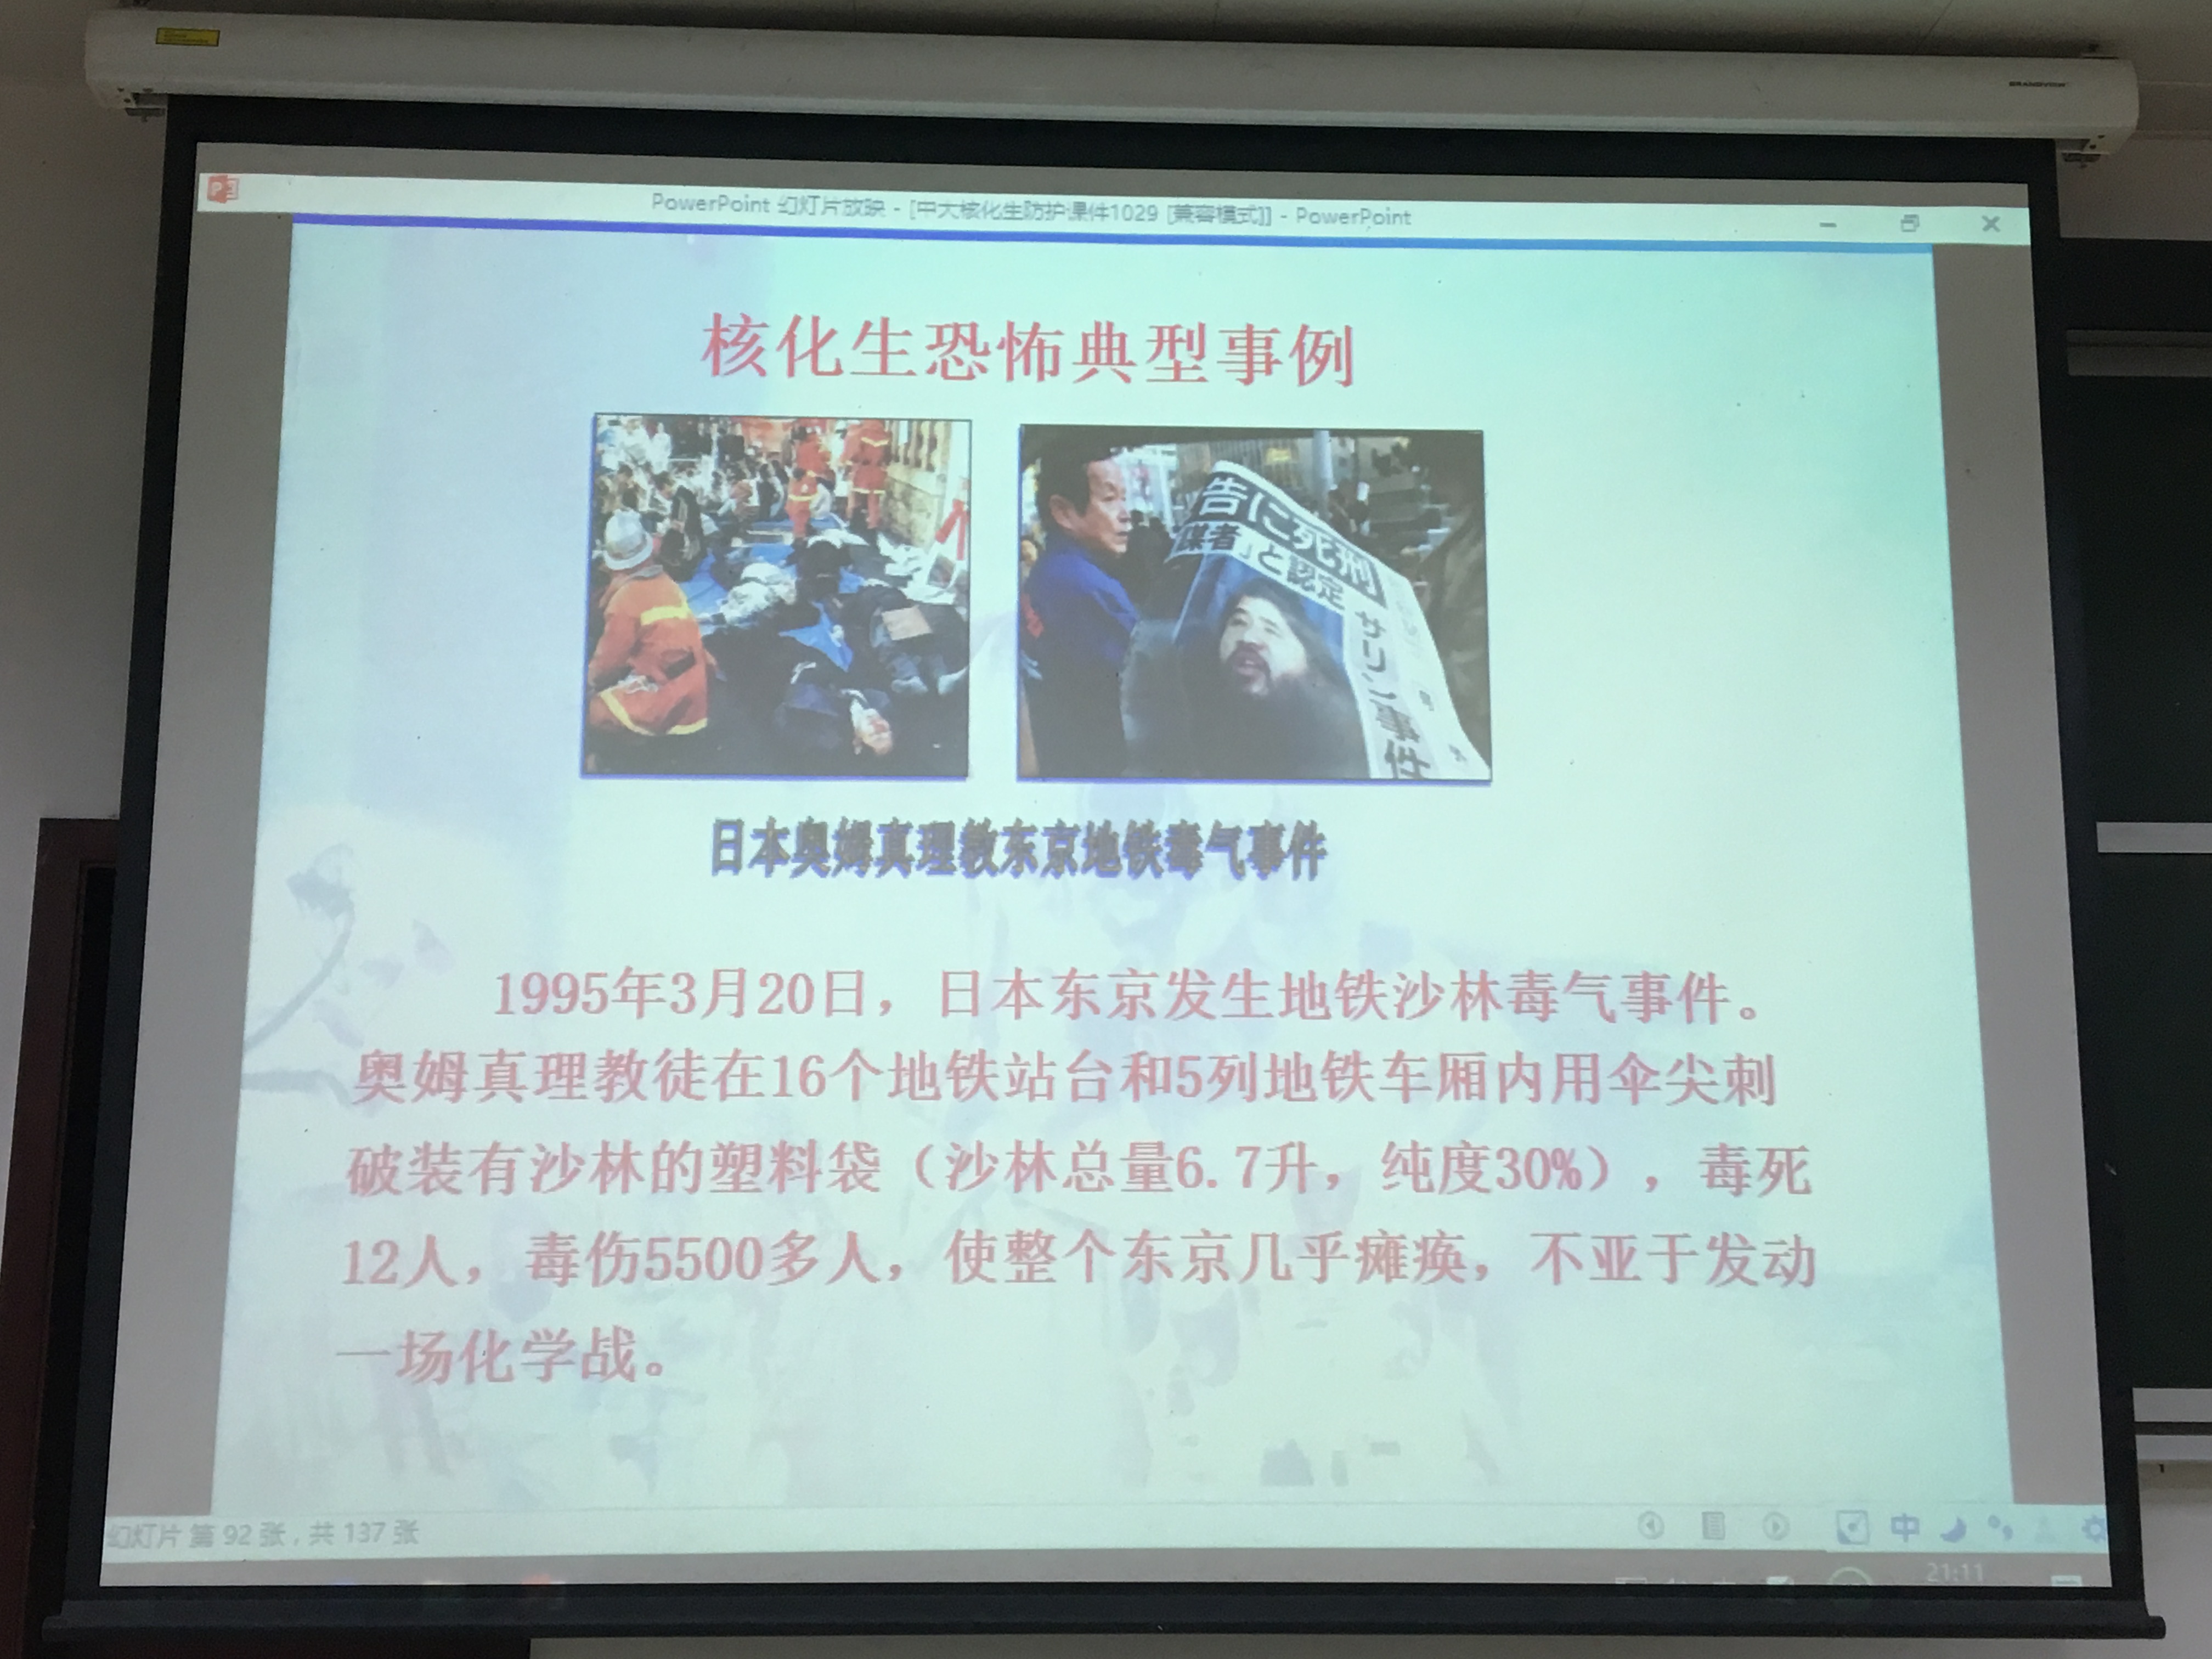 BRANDVIEW
PowerPoint 幻灯片放映 - [中大核化生防护课件1029 [兼容模式]] - PowerPoint
核化生恐怖典型事例
告に死刑
謀者」と認定
サリン事件
日本奥姆真理教东京地铁毒气事件
1995年3月20日，日本东京发生地铁沙林毒气事件。
奥姆真理教徒在16个地铁站台和5列地铁车厢内用伞尖刺
破装有沙林的塑料袋（沙林总量6.7升，纯度30%），毒死
12人，毒伤5500多人，使整个东京几乎瘫痪，不亚于发动
一场化学战。
幻灯片 第 92 张，共 137 张
中
21:11